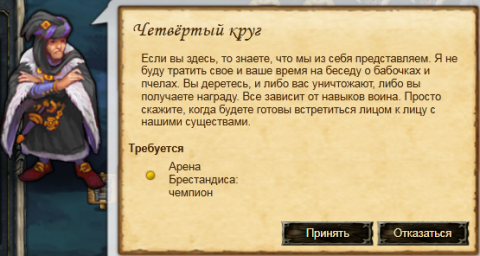 Четвёртый круг
Если вы здесь, то знаете, что мы из себя представляем. Я не
буду тратить свое и ваше время на беседу о бабочках и
пчелах. Вы деретесь, и либо вас уничтожают, либо вы
получаете награду. Все зависит от навыков воина. Просто
скажите, когда будете готовы встретиться лицом к лицу с
нашими существами.
Требуется
Арена
Брестандиса:
чемпион
Принять Отказаться